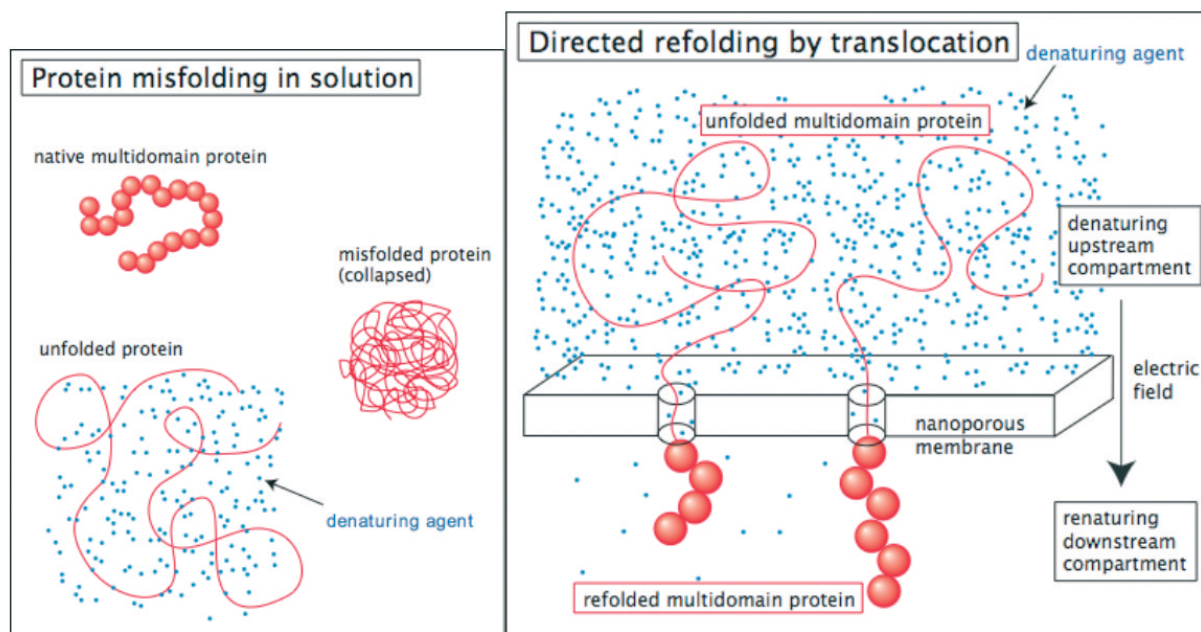 Protein misfolding in solution
native multidomain protein
misfolded protein
(collapsed)
unfolded protein
denaturing agent
Directed refolding by translocation
denaturing agent
unfolded multidomain protein
denaturing
upstream
compartment
electric
field
nanoporous
membrane
renaturing
downstream
compartment
refolded multidomain protein